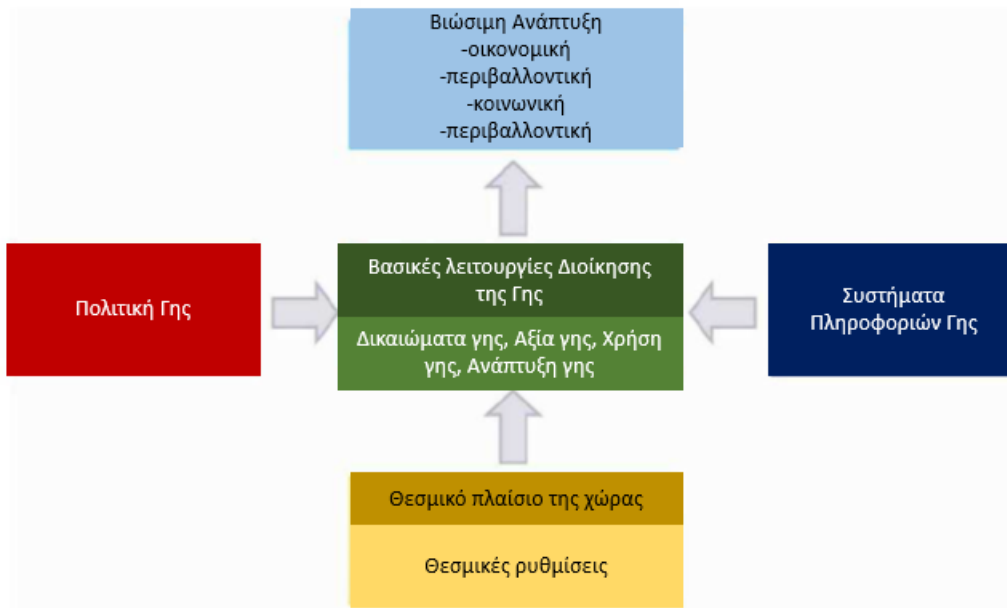 Βιώσιμη Ανάπτυξη
-οικονομική
-περιβαλλοντική
-κοινωνική
-περιβαλλοντική
Πολιτική Γης
Βασικές λειτουργίες Διοίκησης
της Γης
Δικαιώματα γης, Αξία γης, Χρήση
γης, Ανάπτυξη γης
Συστήματα
Πληροφοριών Γης
Θεσμικό πλαίσιο της χώρας
Θεσμικές ρυθμίσεις